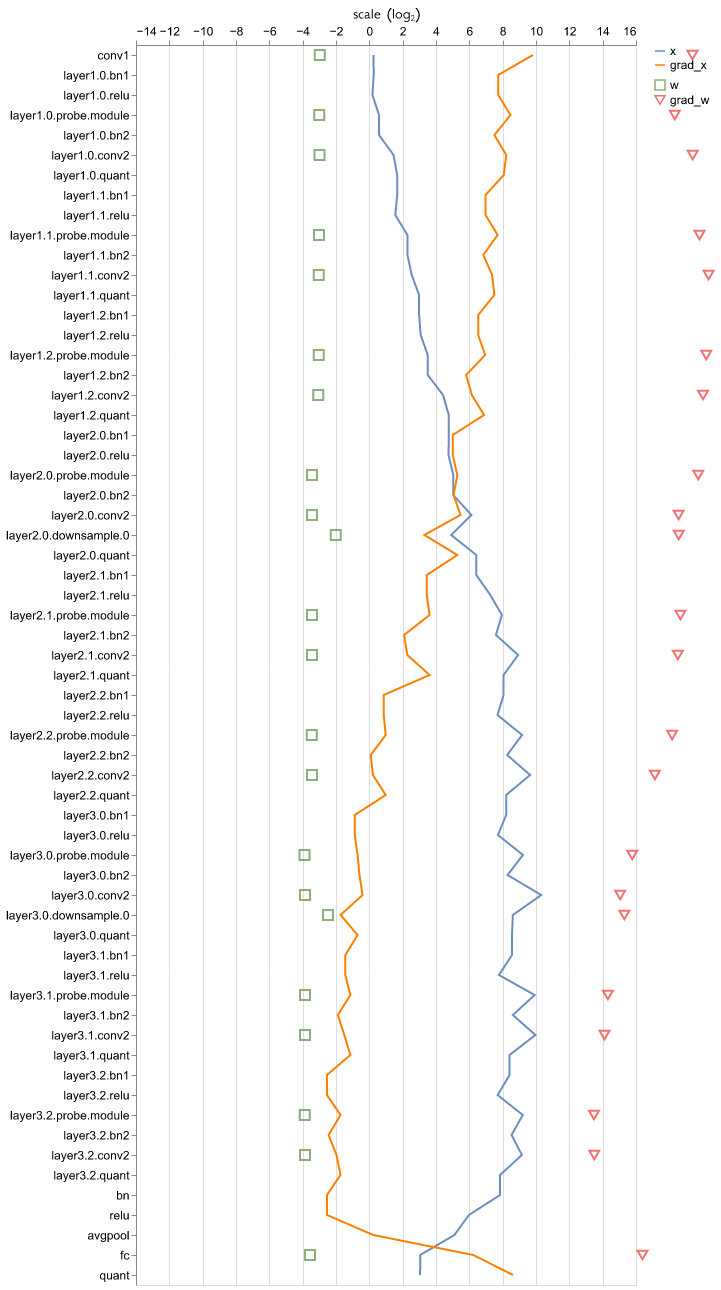 scale (log₂)
−14 −12 −10 −8 −6 −4 −2 0 2 4 6 8 10 12 14 16
conv1
layer1.0.bn1
layer1.0.relu
layer1.0.probe.module
layer1.0.bn2
layer1.0.conv2
layer1.0.quant
layer1.1.bn1
layer1.1.relu
layer1.1.probe.module
layer1.1.bn2
layer1.1.conv2
layer1.1.quant
layer1.2.bn1
layer1.2.relu
layer1.2.probe.module
layer1.2.bn2
layer1.2.conv2
layer1.2.quant
layer2.0.bn1
layer2.0.relu
layer2.0.probe.module
layer2.0.bn2
layer2.0.conv2
layer2.0.downsample.0
layer2.0.quant
layer2.1.bn1
layer2.1.relu
layer2.1.probe.module
layer2.1.bn2
layer2.1.conv2
layer2.1.quant
layer2.2.bn1
layer2.2.relu
layer2.2.probe.module
layer2.2.bn2
layer2.2.conv2
layer2.2.quant
layer3.0.bn1
layer3.0.relu
layer3.0.probe.module
layer3.0.bn2
layer3.0.conv2
layer3.0.downsample.0
layer3.0.quant
layer3.1.bn1
layer3.1.relu
layer3.1.probe.module
layer3.1.bn2
layer3.1.conv2
layer3.1.quant
layer3.2.bn1
layer3.2.relu
layer3.2.probe.module
layer3.2.bn2
layer3.2.conv2
layer3.2.quant
bn
relu
avgpool
fc
quant
x
grad_x
w
grad_w